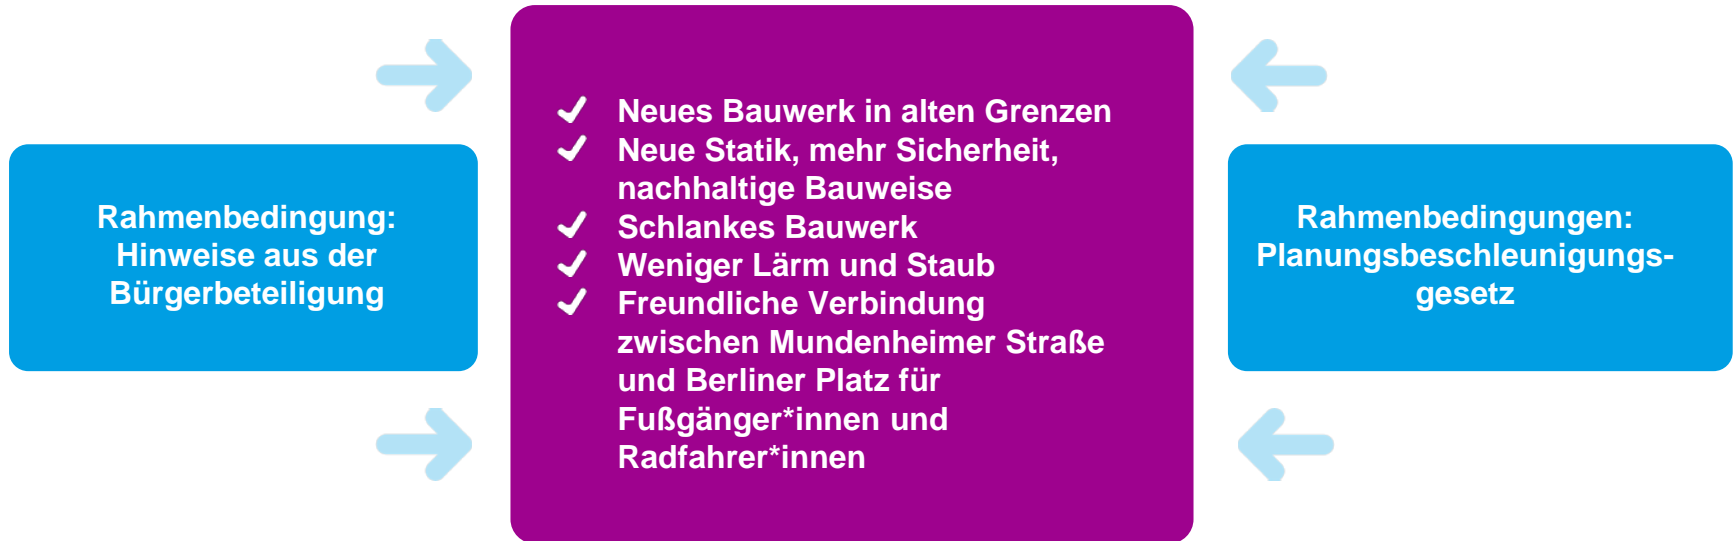 Rahmenbedingung:
Hinweise aus der
Bürgerbeteiligung
Neues Bauwerk in alten Grenzen
Neue Statik, mehr Sicherheit,
nachhaltige Bauweise
Schlankes Bauwerk
Weniger Lärm und Staub
Freundliche Verbindung
zwischen Mundenheimer Straße
und Berliner Platz für
Fußgänger*innen und
Radfahrer*innen
Rahmenbedingungen:
Planungsbeschleunigungs-
gesetz